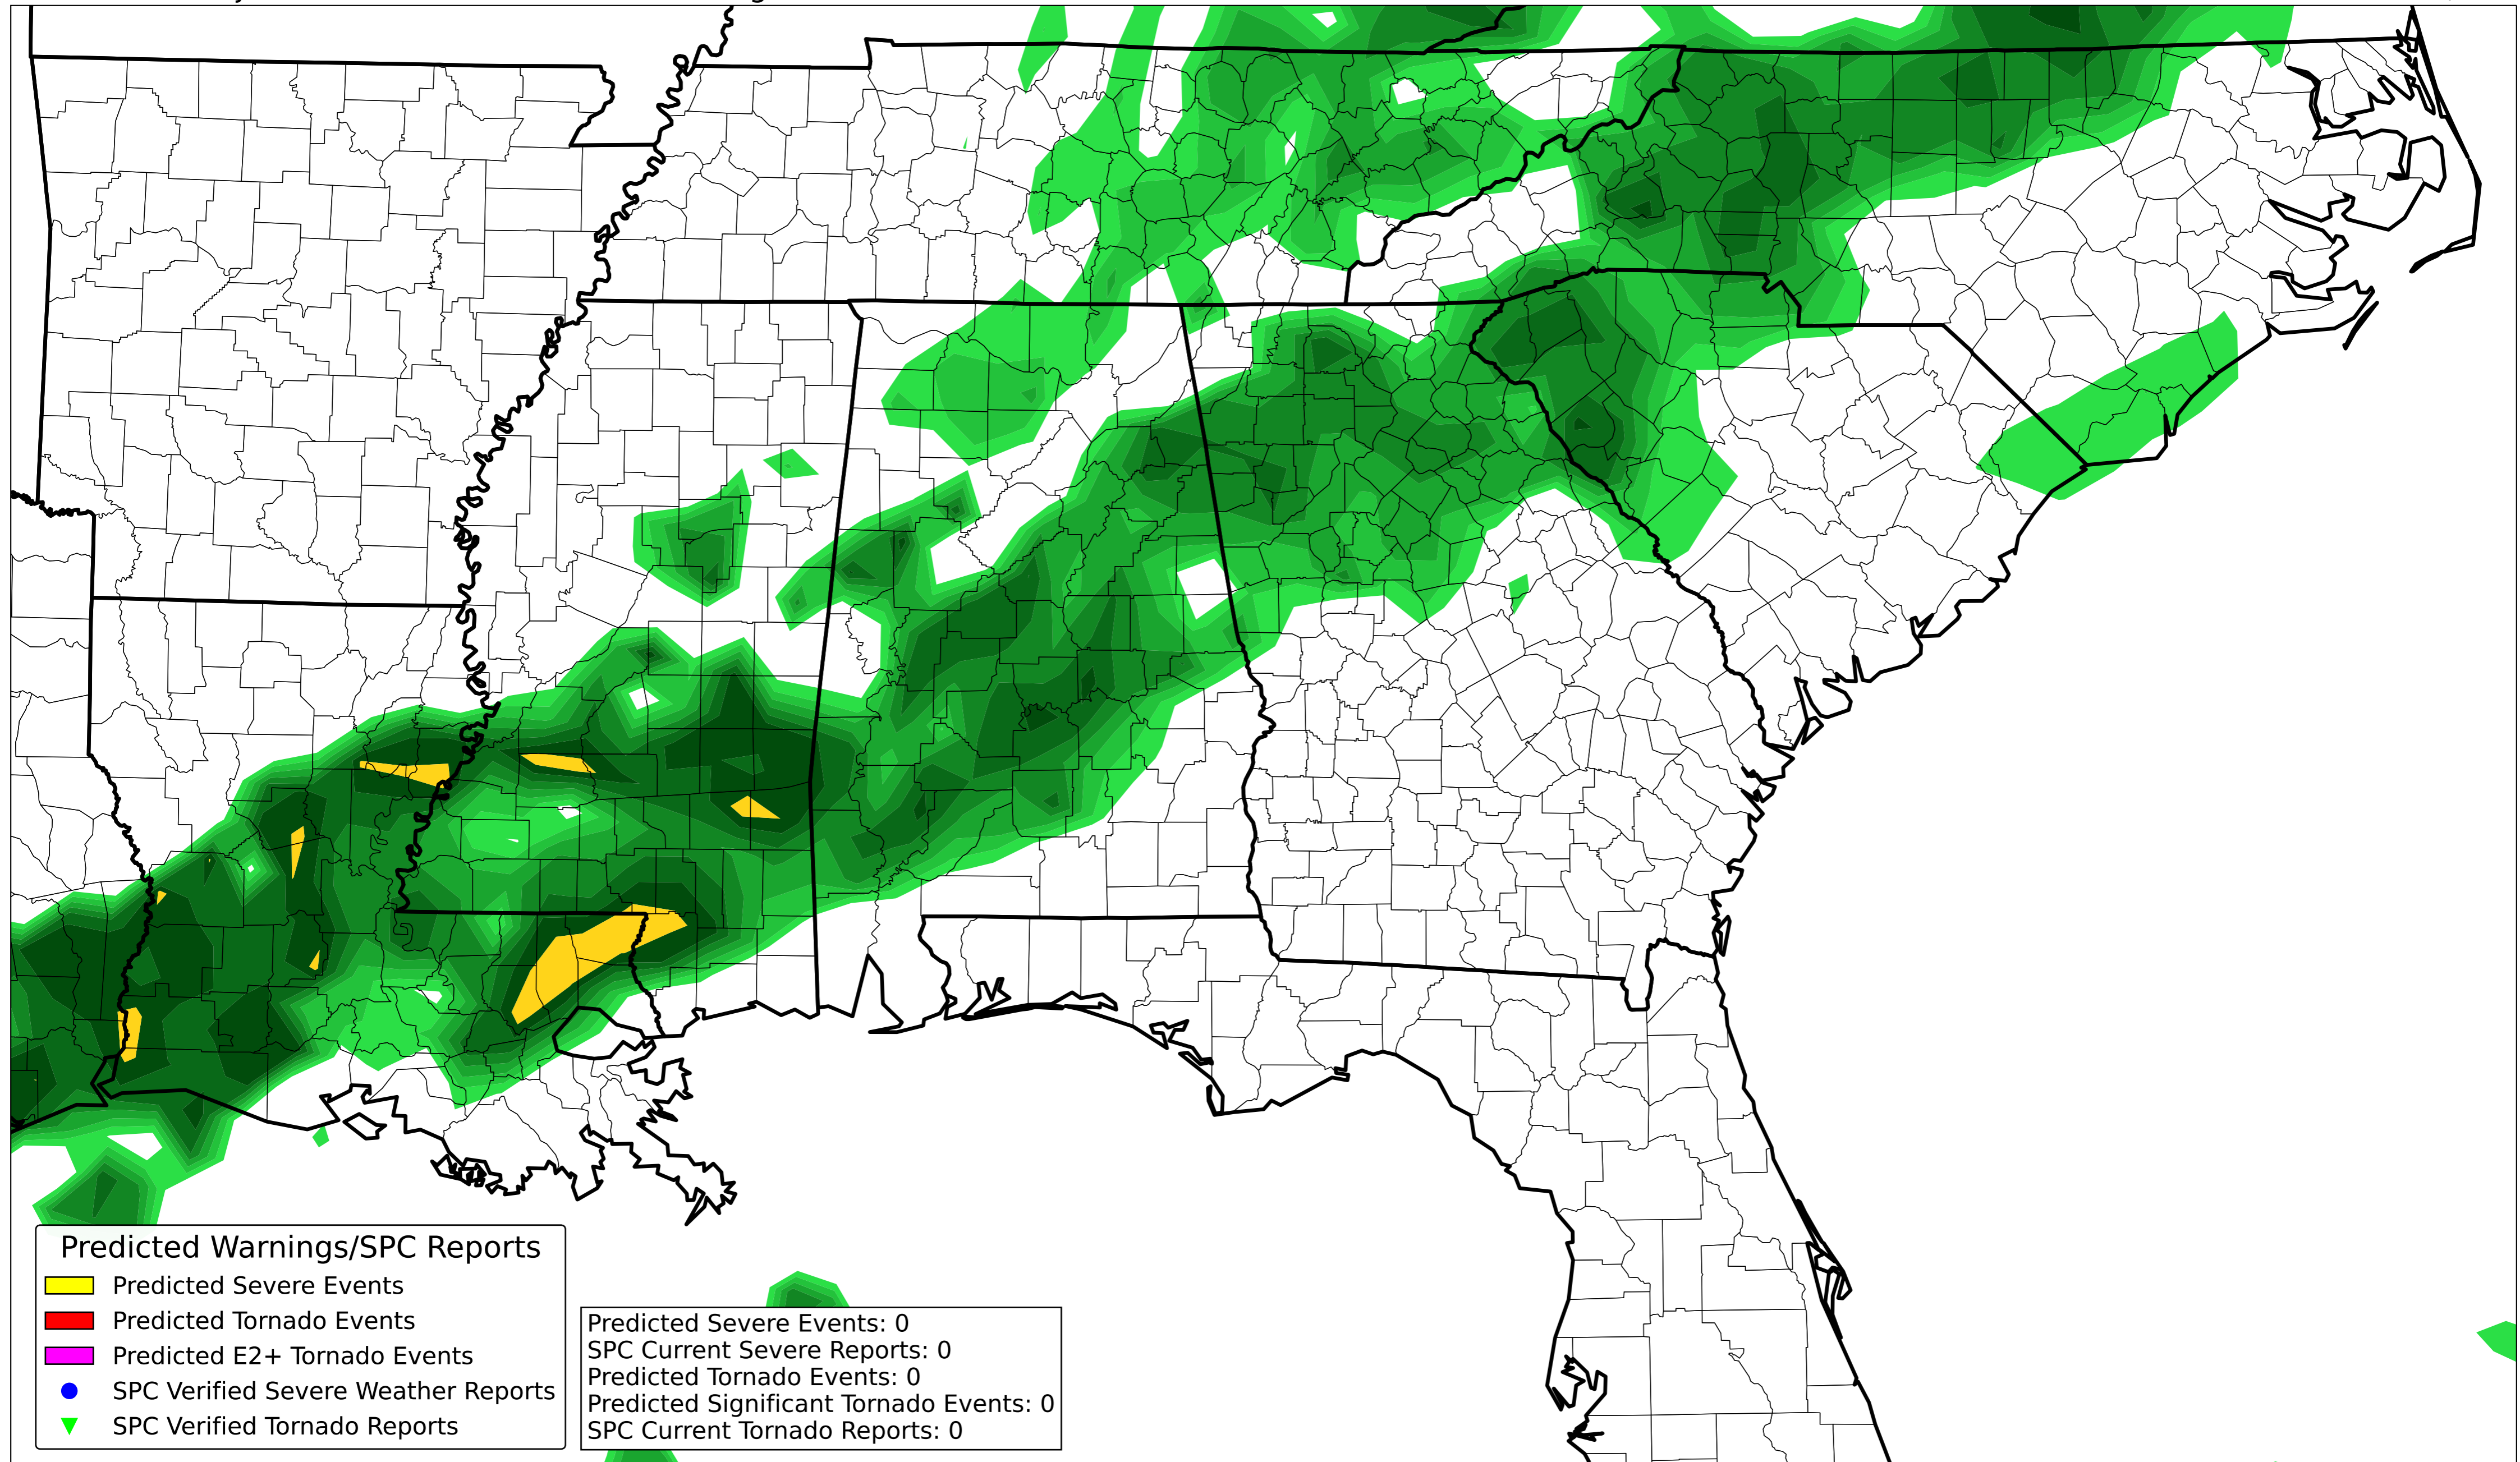 Predicted Warnings/SPC Reports
Predicted Severe Events
Predicted Tornado Events
Predicted E2+ Tornado Events
SPC Verified Severe Weather Reports
SPC Verified Tornado Reports
Predicted Severe Events: 0
SPC Current Severe Reports: 0
Predicted Tornado Events: 0
Predicted Significant Tornado Events: 0
SPC Current Tornado Reports: 0